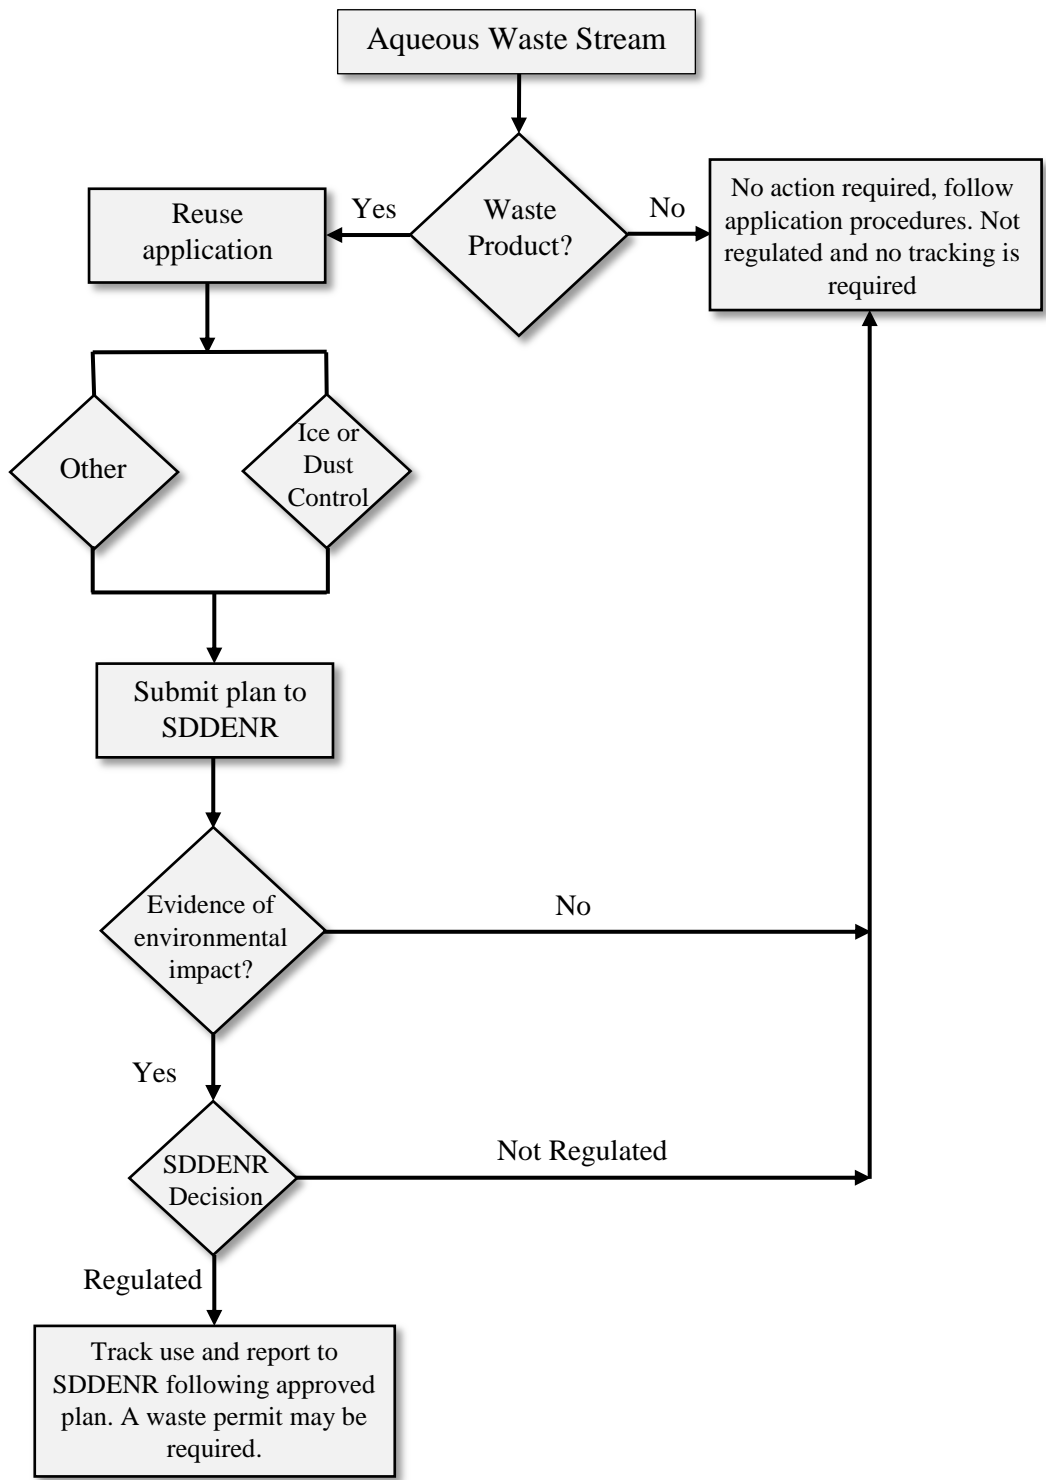 Aqueous Waste Stream
Waste
Product?
Yes
No
Reuse
application
No action required, follow
application procedures. Not
regulated and no tracking is
required
Other
Ice or
Dust
Control
Submit plan to
SDDENR
Evidence of
environmental
impact?
No
Yes
SDDENR
Decision
Not Regulated
Regulated
Track use and report to
SDDENR following approved
plan. A waste permit may be
required.